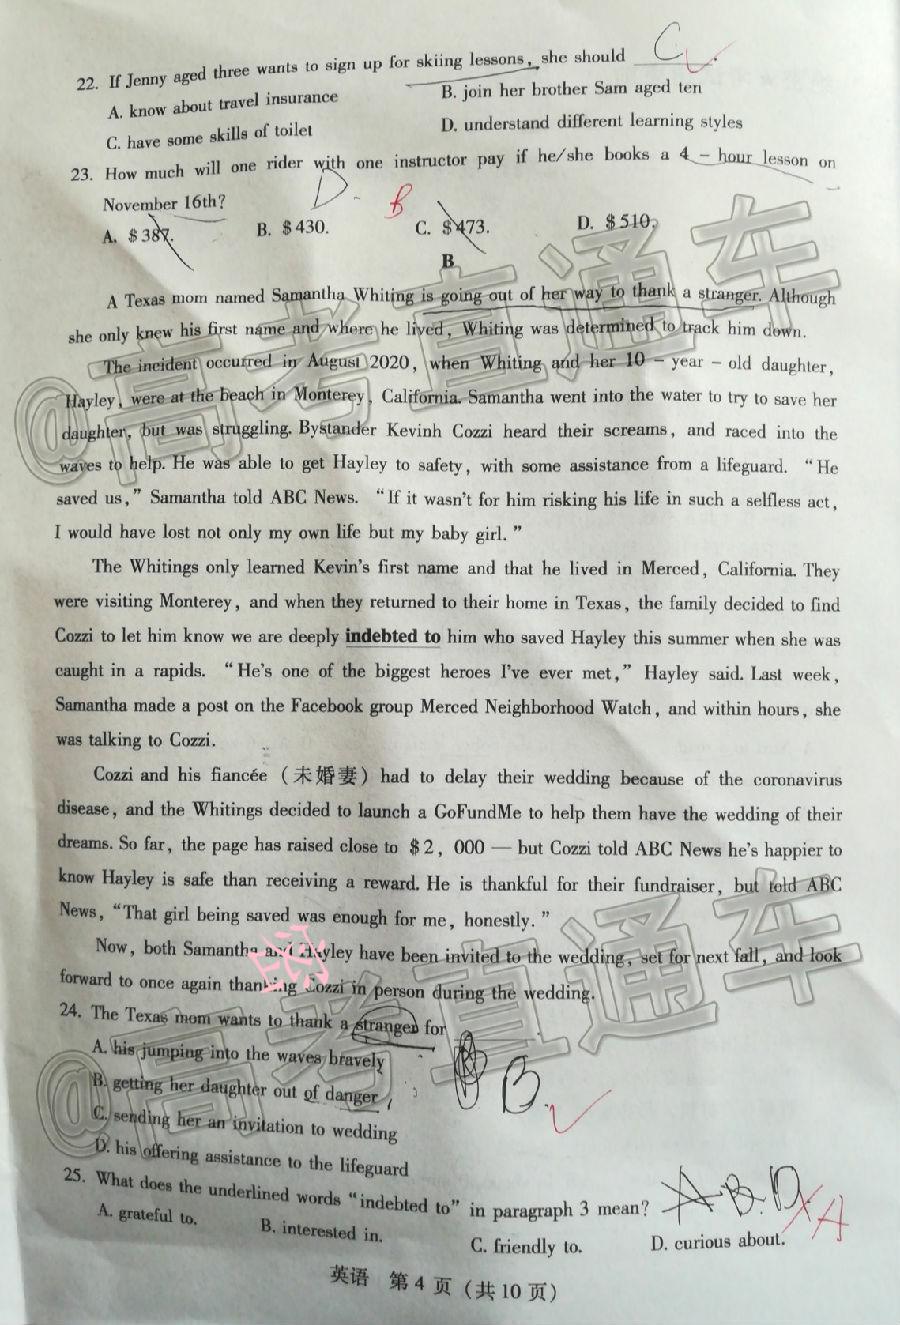 22. If Jenny aged three wants to sign up for skiing lessons, she should ______. C
A. know about travel insurance B. join her brother Sam aged ten
C. have some skills of toilet D. understand different learning styles
23. How much will one rider with one instructor pay if he/she books a 4 – hour lesson on
November 16th? D. B
A. $387. B. $430. C. $473. D. $510.
B
A Texas mom named Samantha Whiting is going out of her way to thank a stranger. Although
she only knew his first name and where he lived, Whiting was determined to track him down.
The incident occurred in August 2020, when Whiting and her 10 – year – old daughter,
Hayley, were at the beach in Monterey, California. Samantha went into the water to try to save her
daughter, but was struggling. Bystander Kevinh Cozzi heard their screams, and raced into the
waves to help. He was able to get Hayley to safety, with some assistance from a lifeguard. “He
saved us,” Samantha told ABC News. “If it wasn't for him risking his life in such a selfless act,
I would have lost not only my own life but my baby girl.”
The Whitings only learned Kevin's first name and that he lived in Merced, California. They
were visiting Monterey, and when they returned to their home in Texas, the family decided to find
Cozzi to let him know we are deeply indebted to him who saved Hayley this summer when she was
caught in a rapids. “He's one of the biggest heroes I've ever met,” Hayley said. Last week,
Samantha made a post on the Facebook group Merced Neighborhood Watch, and within hours, she
was talking to Cozzi.
Cozzi and his fiancée (未婚妻) had to delay their wedding because of the coronavirus
disease, and the Whitings decided to launch a GoFundMe to help them have the wedding of their
dreams. So far, the page has raised close to $2, 000 — but Cozzi told ABC News he's happier to
know Hayley is safe than receiving a reward. He is thankful for their fundraiser, but told ABC
News, “That girl being saved was enough for me, honestly.”
Now, both Samantha and Hayley have been invited to the wedding, set for next fall, and look
forward to once again thanking Cozzi in person during the wedding.
24. The Texas mom wants to thank a stranger for
A. his jumping into the waves bravely
B. getting her daughter out of danger B.
C. sending her an invitation to wedding
D. his offering assistance to the lifeguard
25. What does the underlined words “indebted to” in paragraph 3 mean? A B. D A
A. grateful to. B. interested in. C. friendly to. D. curious about.
英语 第4页(共10页)
@高考直通车
@高考直通车